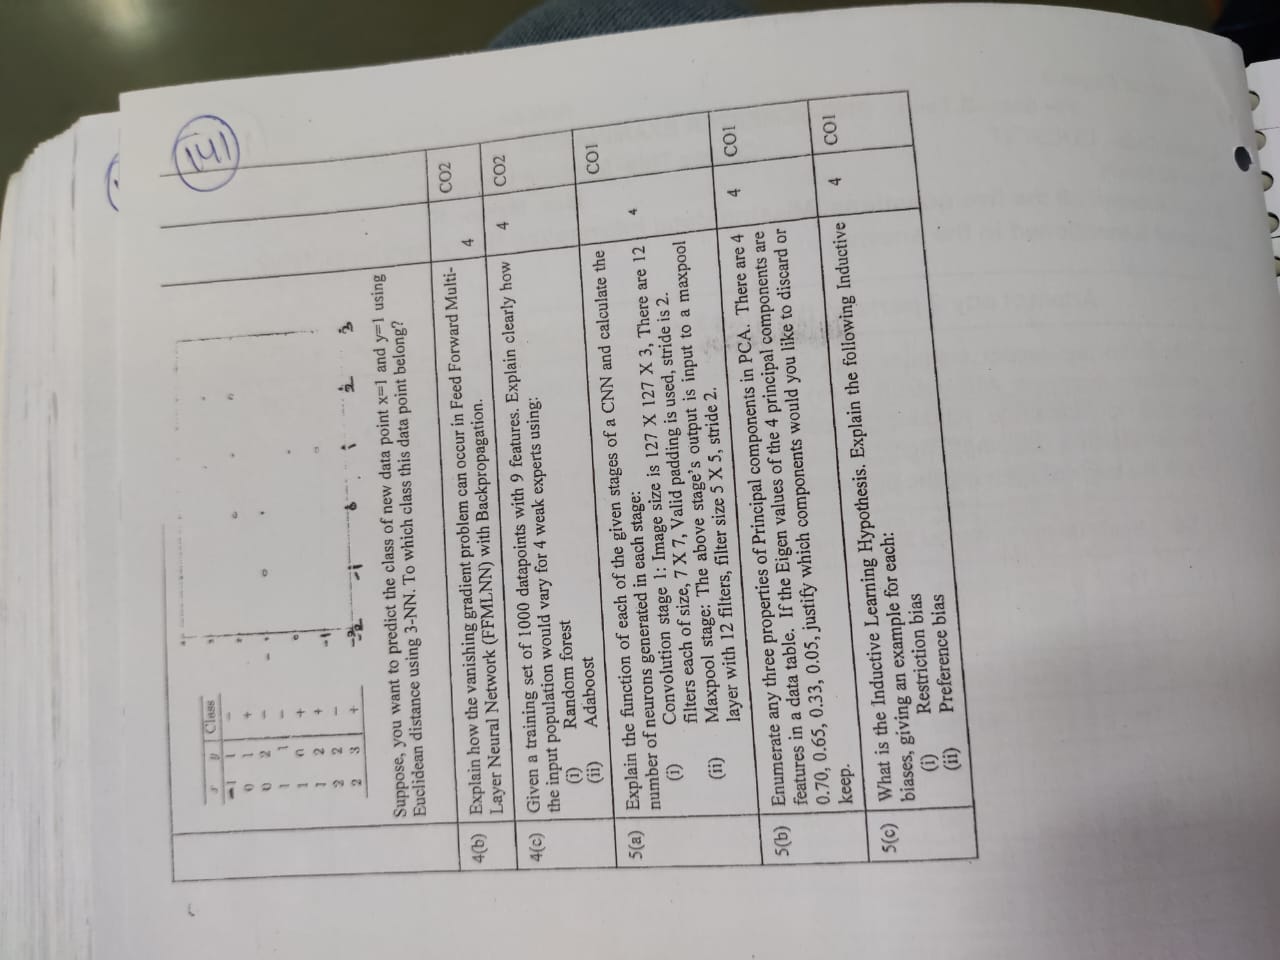 141
x y Class
-1 1 -
0 1 +
0 2 -
1 1 -
1 0 +
1 2 +
2 2 -
2 3 +
3
2
1
0
-1
-2
-2 -1 0 1 2 3
Suppose, you want to predict the class of new data point x=1 and y=1 using
Euclidean distance using 3-NN. To which class this data point belong?
4(b) Explain how the vanishing gradient problem can occur in Feed Forward Multi- 4 CO2
Layer Neural Network (FFMLNN) with Backpropagation.
4(c) Given a training set of 1000 datapoints with 9 features. Explain clearly how 4 CO2
the input population would vary for 4 weak experts using:
(i) Random forest
(ii) Adaboost
5(a) Explain the function of each of the given stages of a CNN and calculate the 4 CO1
number of neurons generated in each stage:
(i) Convolution stage 1: Image size is 127 X 127 X 3, There are 12
filters each of size, 7 X 7, Valid padding is used, stride is 2.
(ii) Maxpool stage: The above stage's output is input to a maxpool
layer with 12 filters, filter size 5 X 5, stride 2.
5(b) Enumerate any three properties of Principal components in PCA. There are 4 4 CO1
features in a data table. If the Eigen values of the 4 principal components are
0.70, 0.65, 0.33, 0.05, justify which components would you like to discard or
keep.
5(c) What is the Inductive Learning Hypothesis. Explain the following Inductive 4 CO1
biases, giving an example for each:
(i) Restriction bias
(ii) Preference bias